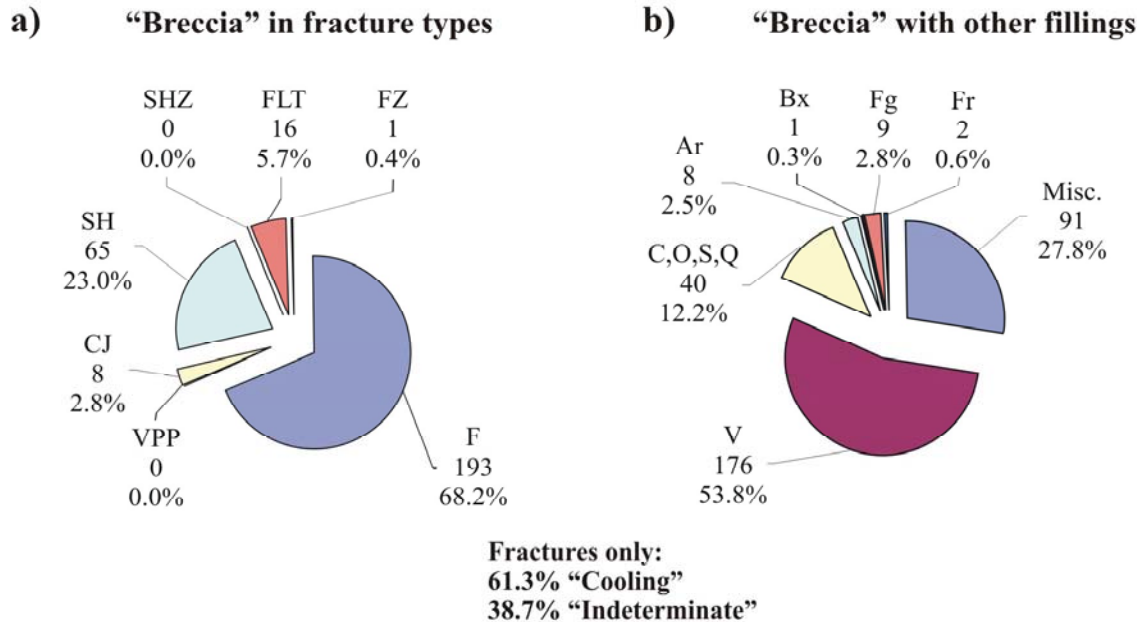 a)
“Breccia” in fracture types
SHZ
0
0.0%
FLT
16
5.7%
FZ
1
0.4%
SH
65
23.0%
CJ
8
2.8%
VPP
0
0.0%
F
193
68.2%
b)
“Breccia” with other fillings
Bx
1
0.3%
Fg
9
2.8%
Fr
2
0.6%
Ar
8
2.5%
Misc.
91
27.8%
C,O,S,Q
40
12.2%
V
176
53.8%
Fractures only:
61.3% “Cooling”
38.7% “Indeterminate”